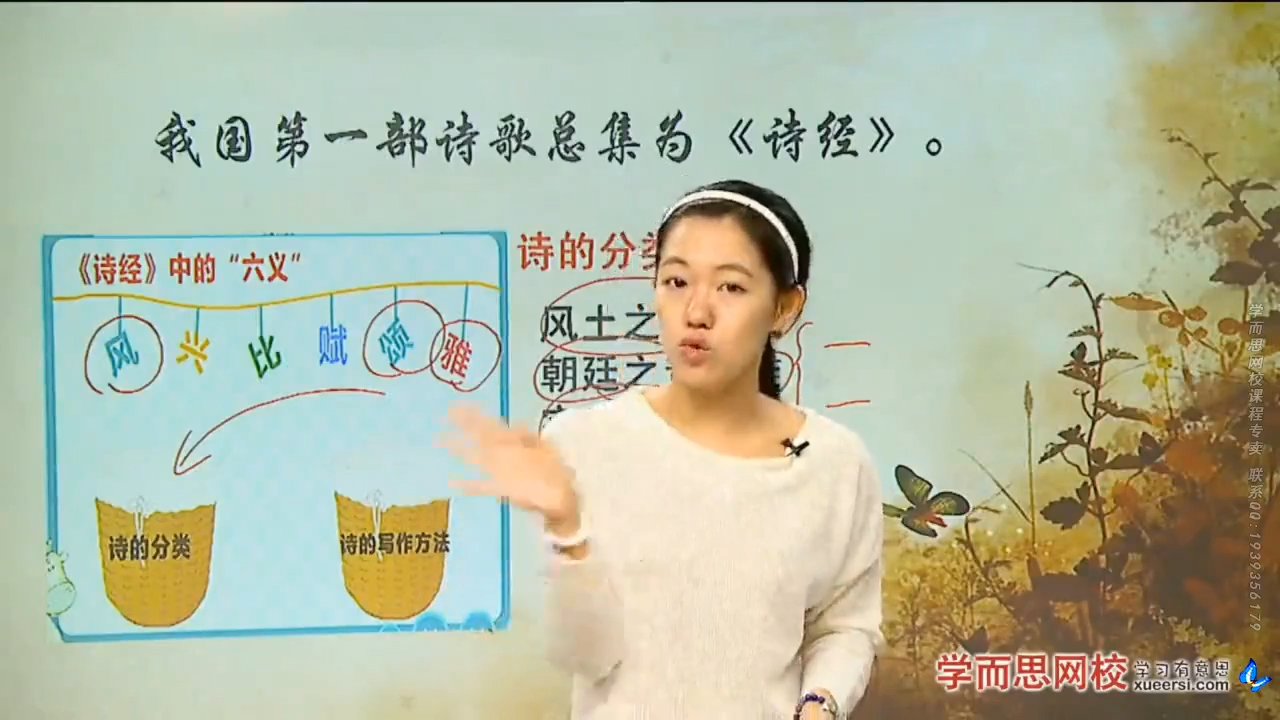 我国第一部诗歌总集为《诗经》。
《诗经》中的“六义”
风 兴 比 赋 颂 雅
诗的分类
诗的写作方法
诗的分类
风土之
朝廷之
学而思网校课程专卖 联系QQ:1939356179
学而思网校 学习有意思
xueersi.com